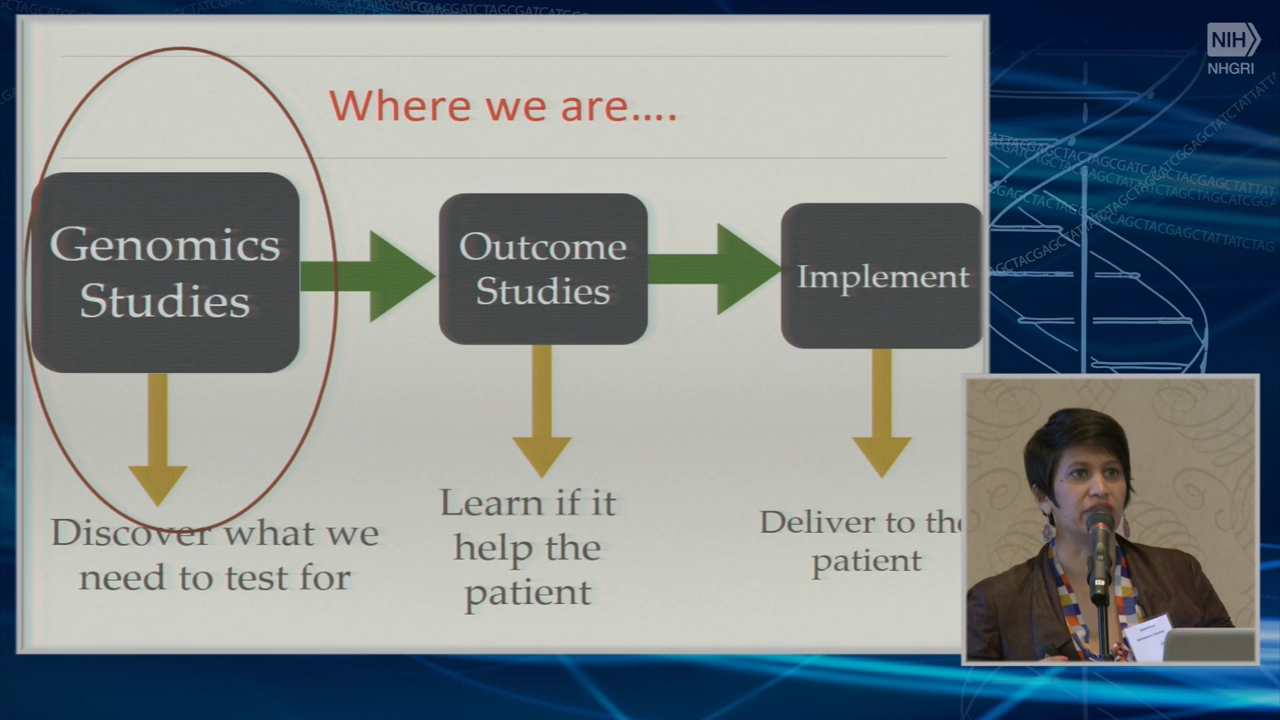 NIH
NHGRI
Where we are....
Genomics
Studies
Outcome
Studies
Implement
Discover what we
need to test for
Learn if it
help the
patient
Deliver to the
patient